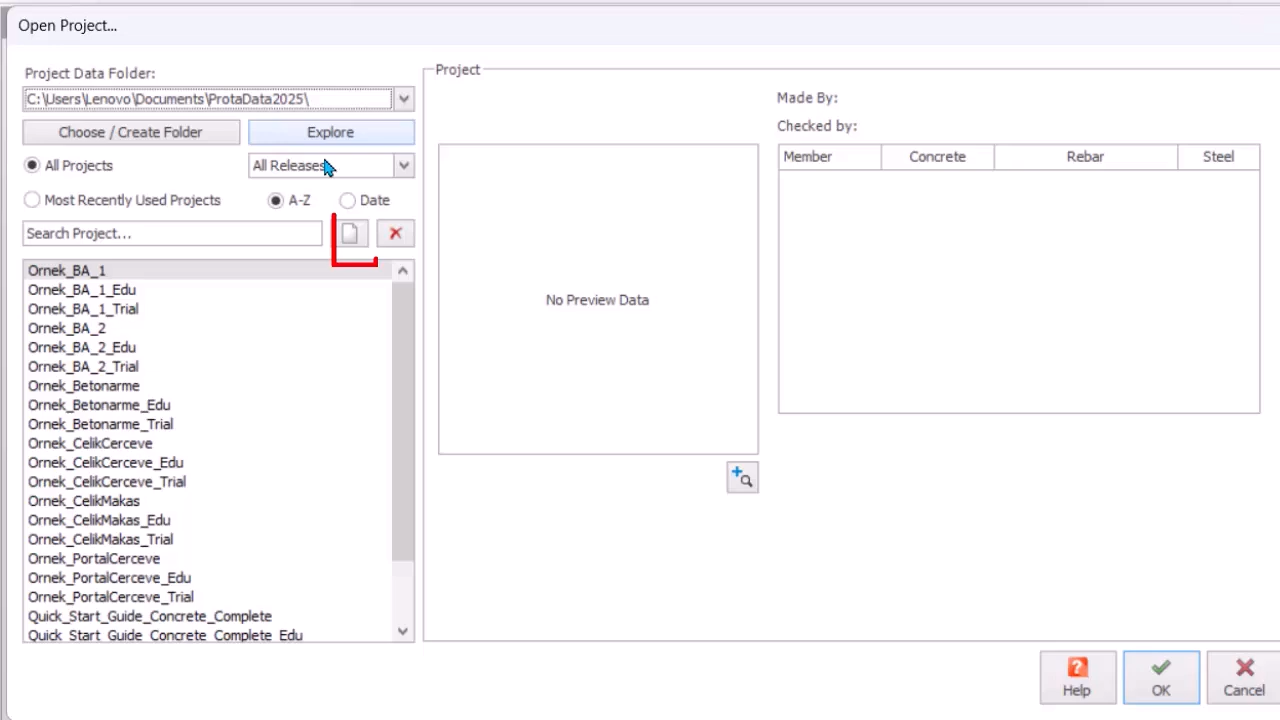 Open Project...
Project Data Folder:
C:\Users\Lenovo\Documents\ProtaData2025\
Choose / Create Folder
Explore
All Projects
All Releases
Most Recently Used Projects
A-Z
Date
Search Project...
Ornek_BA_1
Ornek_BA_1_Edu
Ornek_BA_1_Trial
Ornek_BA_2
Ornek_BA_2_Edu
Ornek_BA_2_Trial
Ornek_Betonarme
Ornek_Betonarme_Edu
Ornek_Betonarme_Trial
Ornek_CelikCerceve
Ornek_CelikCerceve_Edu
Ornek_CelikCerceve_Trial
Ornek_CelikMakas
Ornek_CelikMakas_Edu
Ornek_CelikMakas_Trial
Ornek_PortalCerceve
Ornek_PortalCerceve_Edu
Ornek_PortalCerceve_Trial
Quick_Start_Guide_Concrete_Complete
Quick_Start_Guide_Concrete_Complete_Edu
Project
No Preview Data
Made By:
Checked by:
Member Concrete Rebar Steel
Help
OK
Cancel